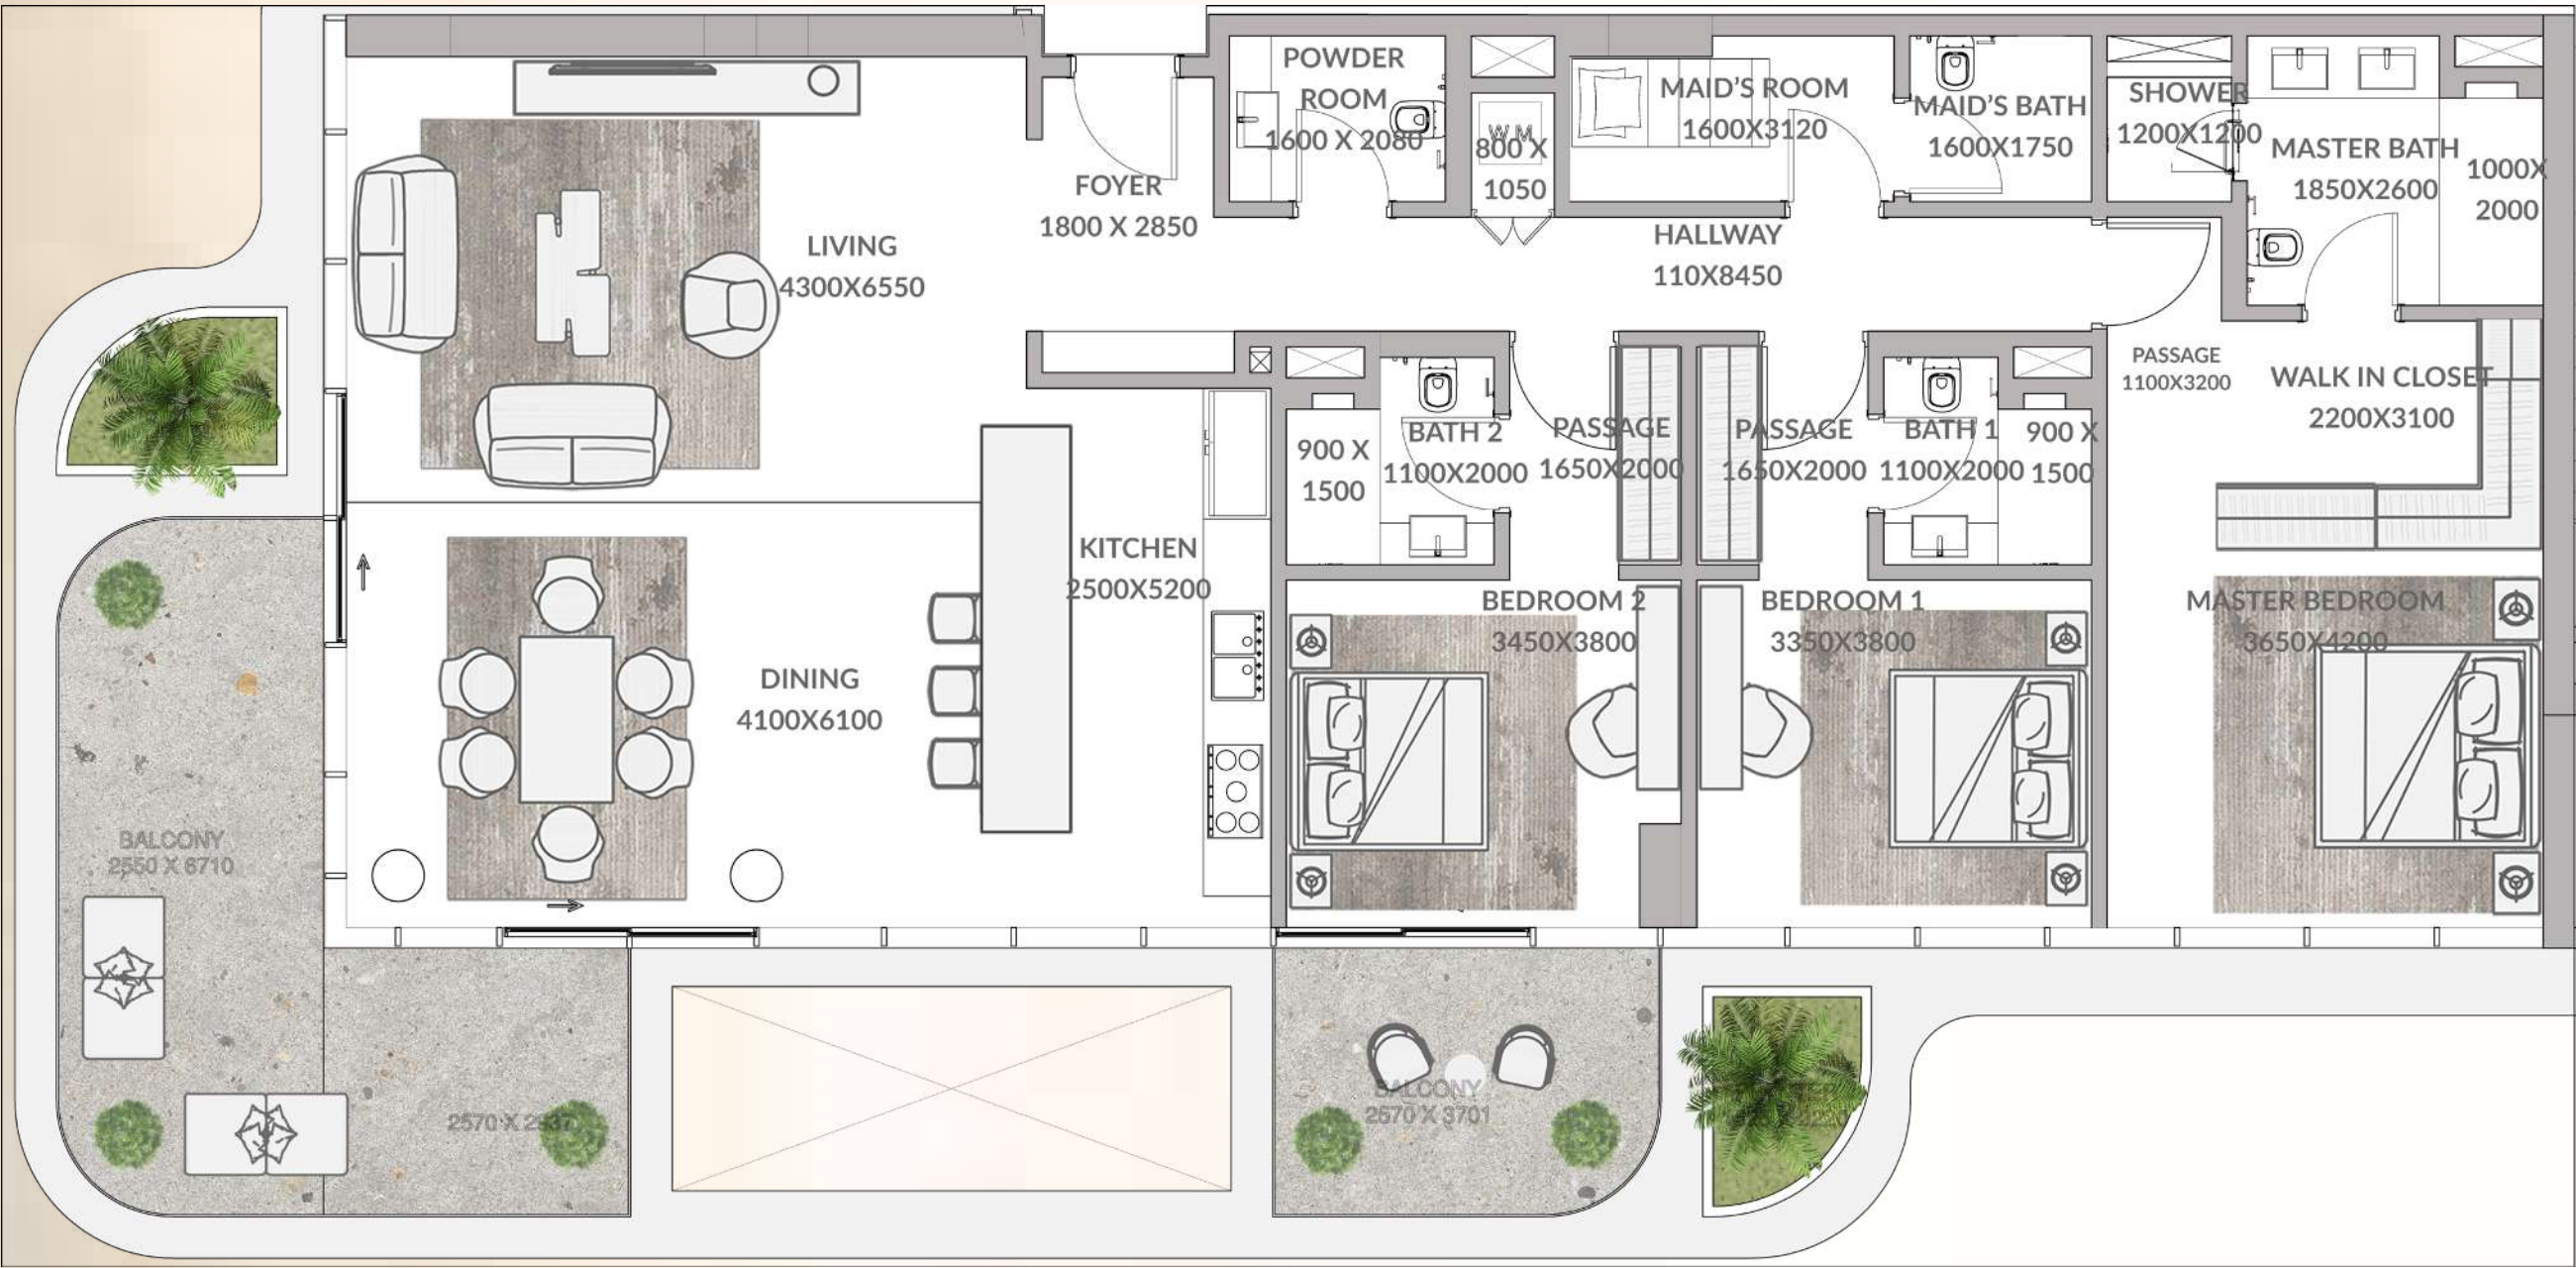 POWDER
ROOM
1600 X 2080
W.M
800 X
1050
MAID'S ROOM
1600X3120
MAID'S BATH
1600X1750
SHOWER
1200X1200
MASTER BATH
1850X2600
1000X
2000
FOYER
1800 X 2850
LIVING
4300X6550
HALLWAY
110X8450
PASSAGE
1100X3200
WALK IN CLOSET
2200X3100
900 X
1500
BATH 2
1100X2000
PASSAGE
1650X2000
PASSAGE
1650X2000
BATH 1
1100X2000
900 X
1500
KITCHEN
2500X5200
BEDROOM 2
3450X3800
BEDROOM 1
3350X3800
MASTER BEDROOM
3650X4200
DINING
4100X6100
BALCONY
2550 X 6710
2570 X
BALCONY
2570 X 3701